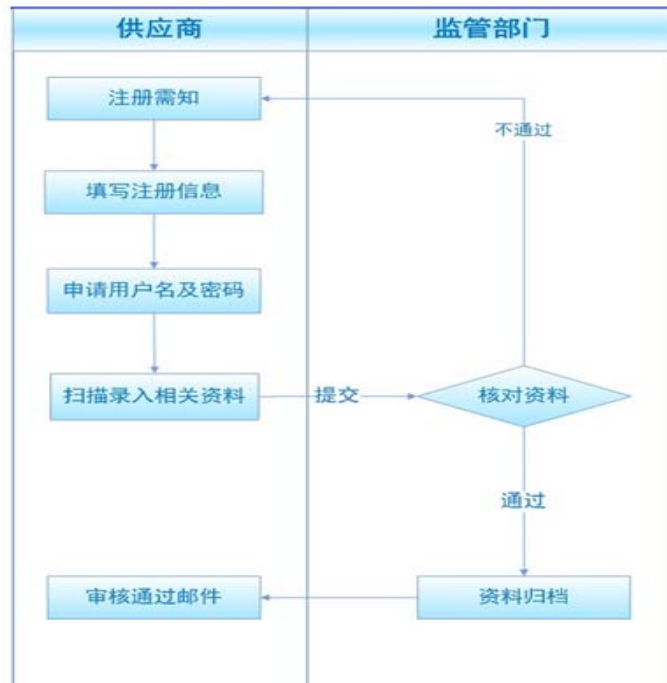 供应商
监管部门
注册需知
不通过
填写注册信息
申请用户名及密码
扫描录入相关资料
提交
核对资料
通过
审核通过邮件
资料归档